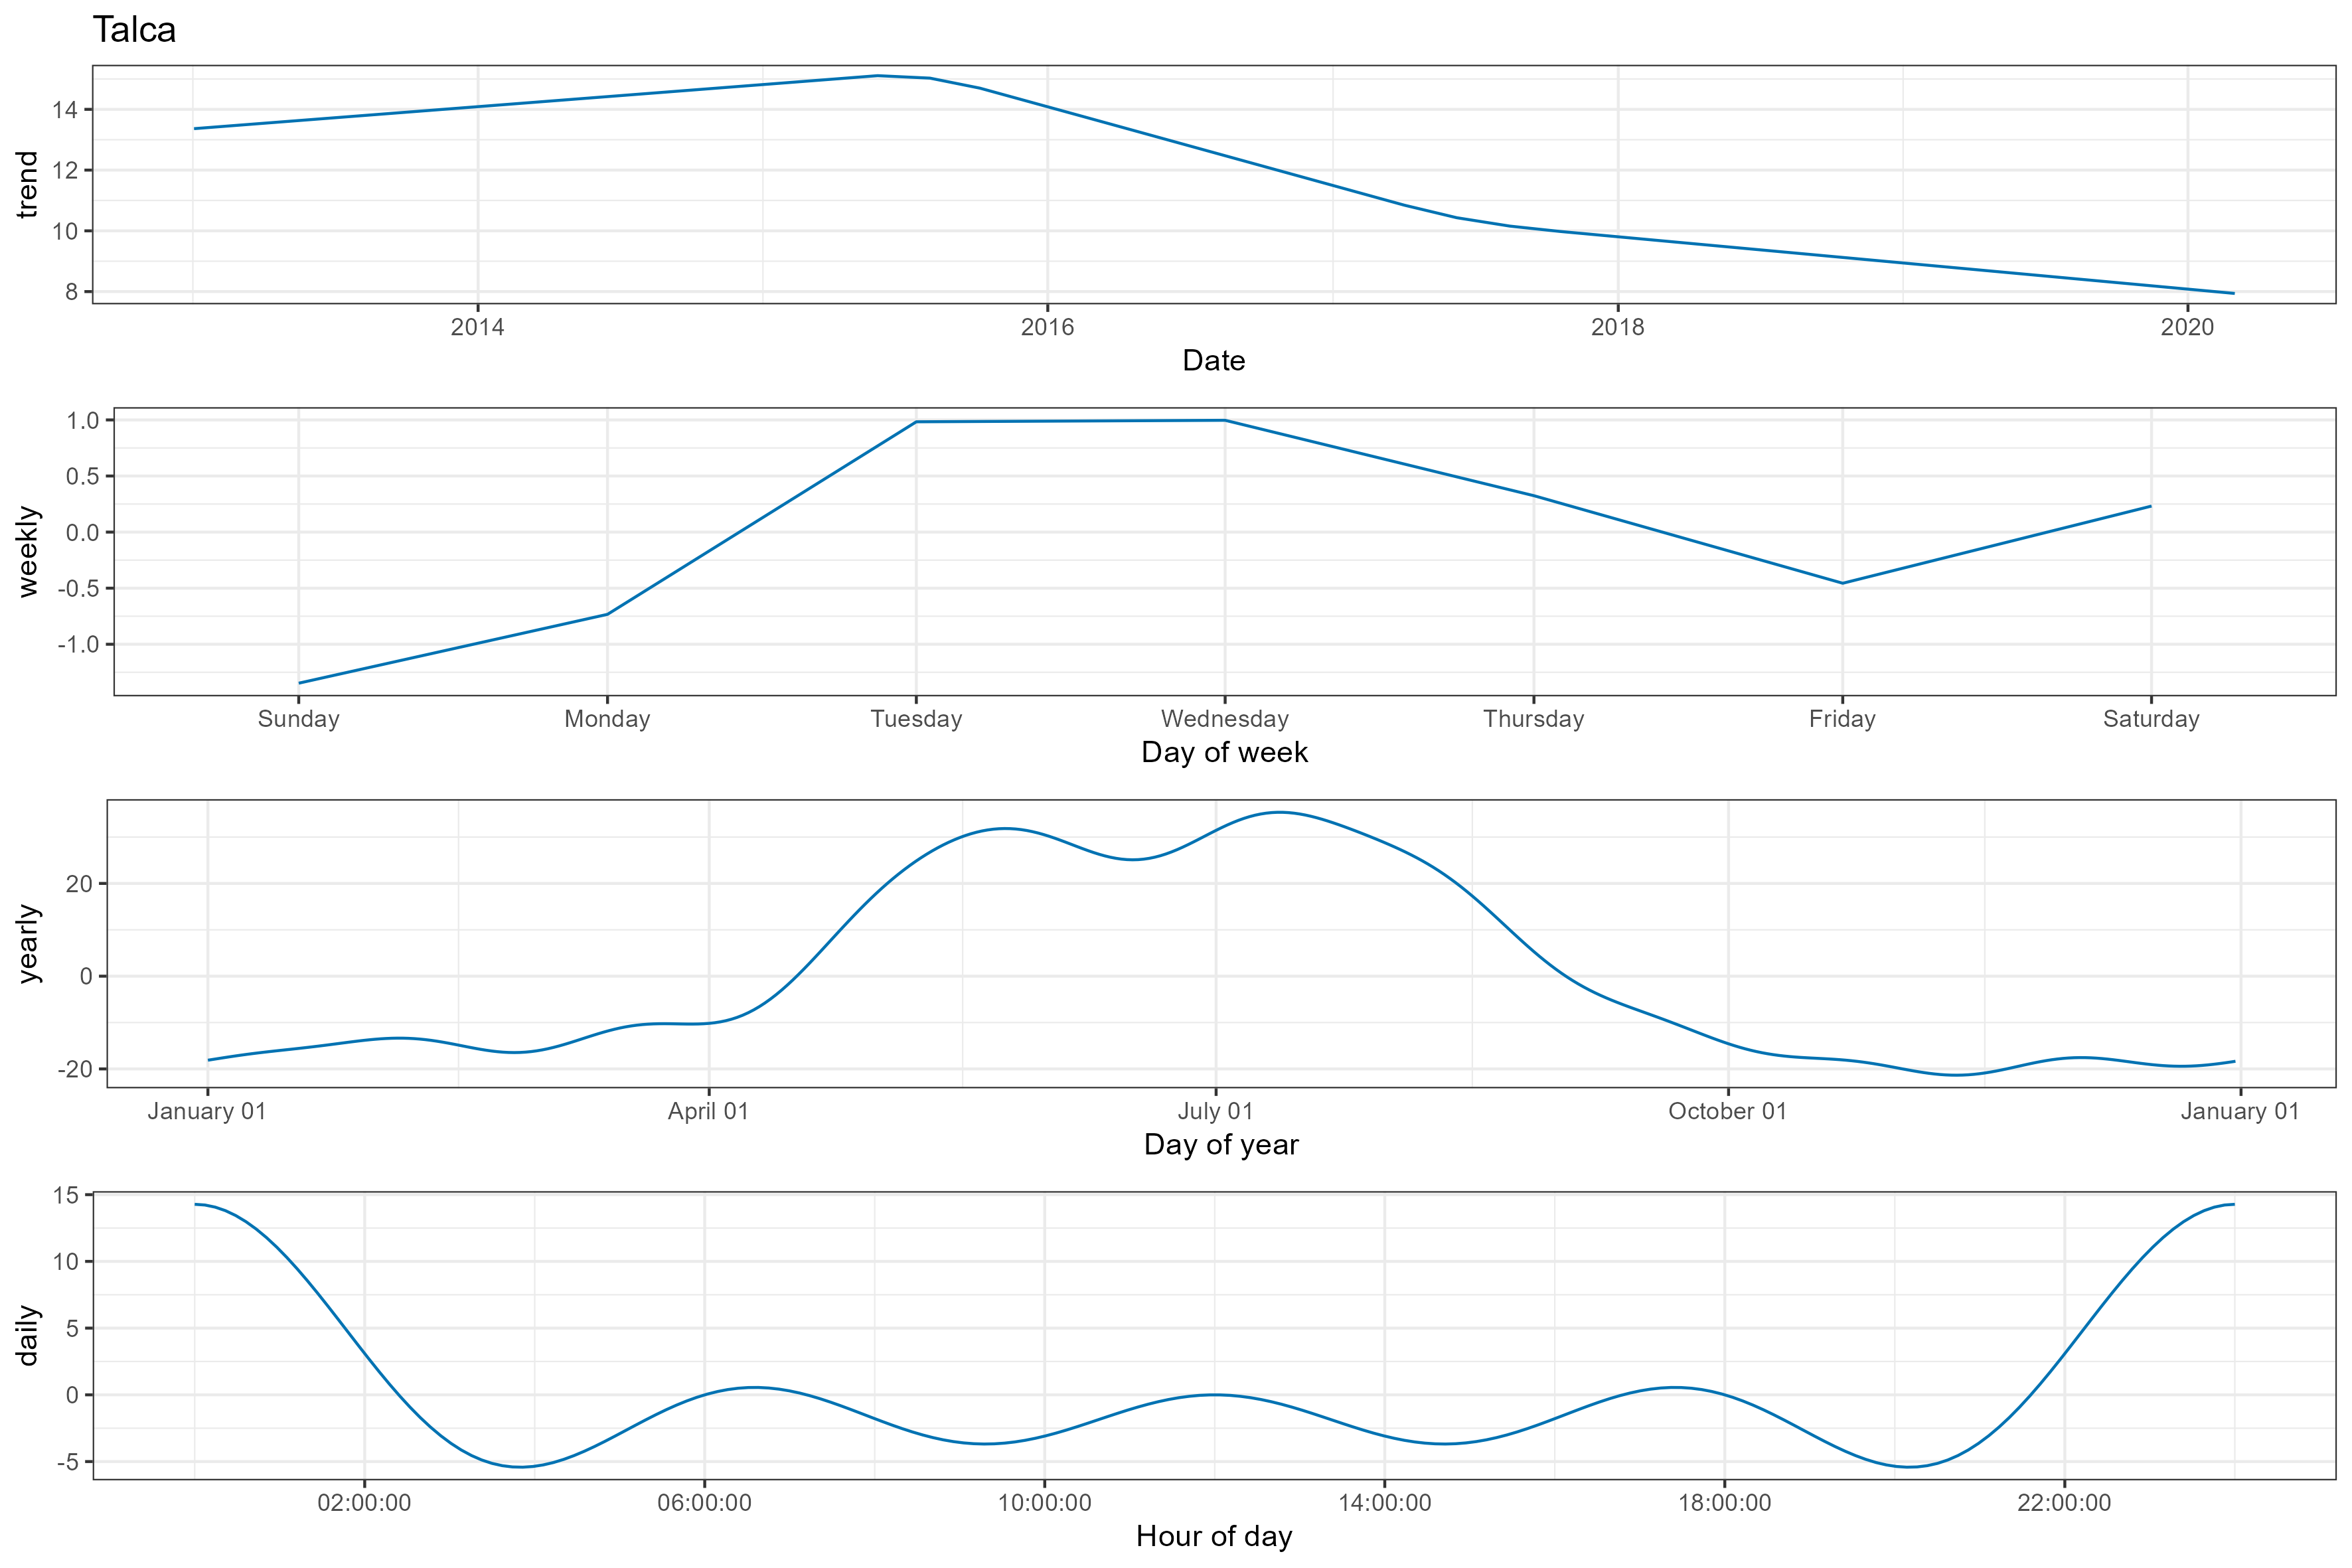 Talca
trend
14
12
10
8
2014 2016 2018 2020
Date
weekly
1.0
0.5
0.0
-0.5
-1.0
Sunday Monday Tuesday Wednesday Thursday Friday Saturday
Day of week
yearly
20
0
-20
January 01 April 01 July 01 October 01 January 01
Day of year
daily
15
10
5
0
-5
02:00:00 06:00:00 10:00:00 14:00:00 18:00:00 22:00:00
Hour of day